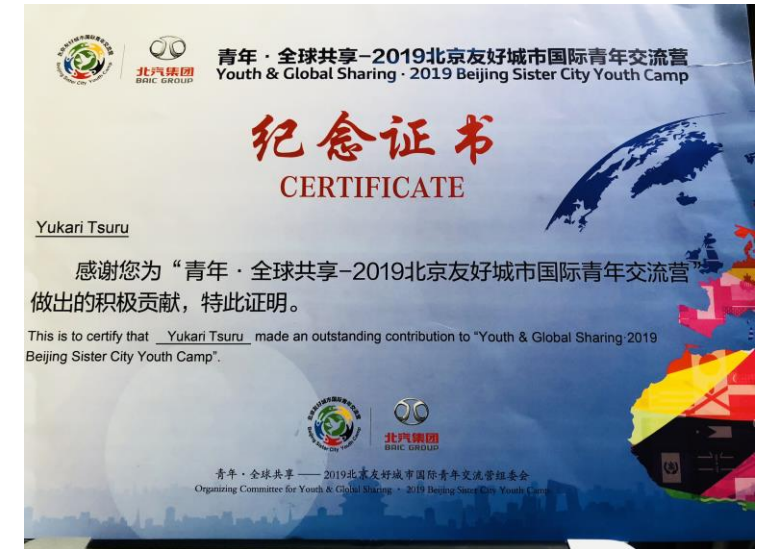 北汽集团
BAIC GROUP
青年·全球共享-2019北京友好城市国际青年交流营
Youth & Global Sharing · 2019 Beijing Sister City Youth Camp
纪念证书
CERTIFICATE
Yukari Tsuru
感谢您为“青年·全球共享-2019北京友好城市国际青年交流营”
做出的积极贡献，特此证明。
This is to certify that Yukari Tsuru made an outstanding contribution to "Youth & Global Sharing·2019
Beijing Sister City Youth Camp".
北汽集团
BAIC GROUP
青年·全球共享 —— 2019北京友好城市国际青年交流营组委会
Organizing Committee for Youth & Global Sharing · 2019 Beijing Sister City Youth Camp